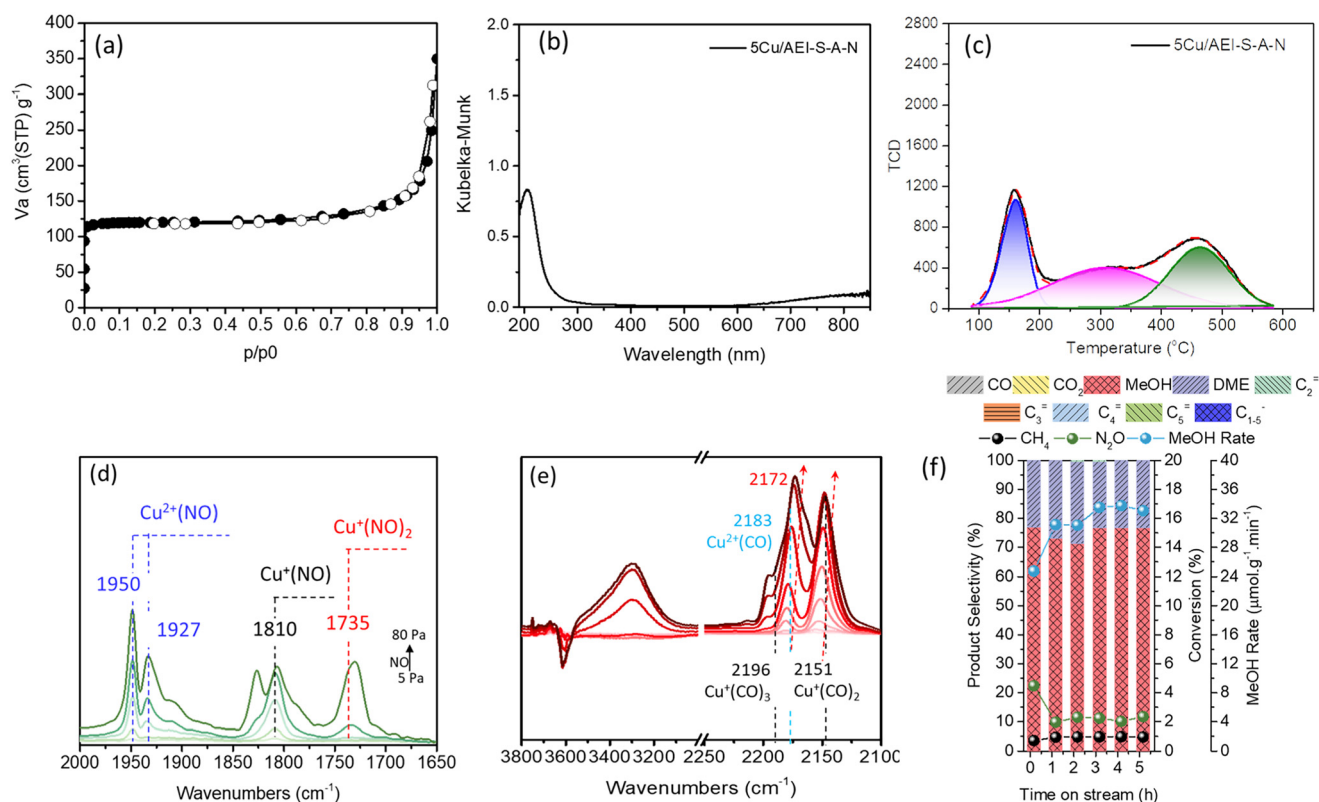 (a)
Va (cm³(STP) g⁻¹)
400
350
300
250
200
150
100
50
0
0.0 0.1 0.2 0.3 0.4 0.5 0.6 0.7 0.8 0.9 1.0
p/p0
(b)
5Cu/AEI-S-A-N
Kubelka-Munk
2.0
1.5
1.0
0.5
0.0
200 300 400 500 600 700 800
Wavelength (nm)
(c)
5Cu/AEI-S-A-N
TCD
2800
2400
2000
1600
1200
800
400
0
100 200 300 400 500 600
Temperature (°C)
(d)
Cu²⁺(NO)
Cu⁺(NO)₂
Cu⁺(NO)
1950
1927
1810
1735
80 Pa
NO
5 Pa
2000 1950 1900 1850 1800 1750 1700 1650
Wavenumbers (cm⁻¹)
(e)
2172
2183
Cu²⁺(CO)
2196
Cu⁺(CO)₃
2151
Cu⁺(CO)₂
3800 3600 3200 2250 2200 2150 2100
Wavenumbers (cm⁻¹)
CO CO₂ MeOH DME C₂⁼
C₃⁼ C₄⁼ C₅⁼ C₁₋₅⁻
CH₄ N₂O MeOH Rate
(f)
Product Selectivity (%)
100
90
80
70
60
50
40
30
20
10
0
0 1 2 3 4 5
Time on stream (h)
20
18
16
14
12
10
8
6
4
2
0
Conversion (%)
40
36
32
28
24
20
16
12
8
4
0
MeOH Rate (µmol.g⁻¹.min⁻¹)